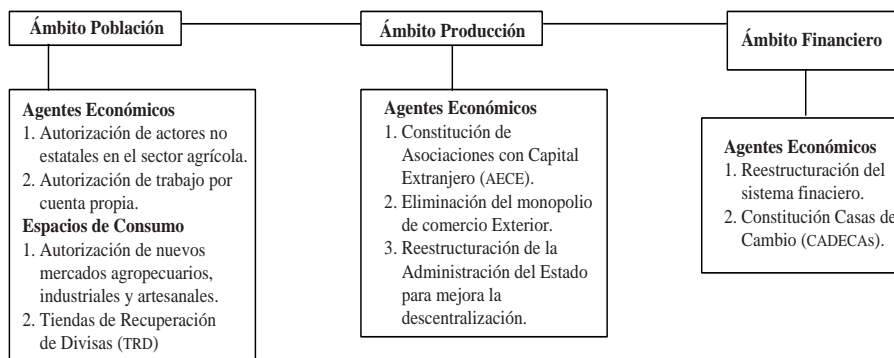 Ámbito Población
Ámbito Producción
Ámbito Financiero
Agentes Económicos
1. Autorización de actores no
estatales en el sector agrícola.
2. Autorización de trabajo por
cuenta propia.
Espacios de Consumo
1. Autorización de nuevos
mercados agropecuarios,
industriales y artesanales.
2. Tiendas de Recuperación
de Divisas (TRD)
Agentes Económicos
1. Constitución de
Asociaciones con Capital
Extranjero (AECE).
2. Eliminación del monopolio
de comercio Exterior.
3. Reestructuración de la
Administración del Estado
para mejora la
descentralización.
Agentes Económicos
1. Reestructuración del
sistema finaciero.
2. Constitución Casas de
Cambio (CADECAs).